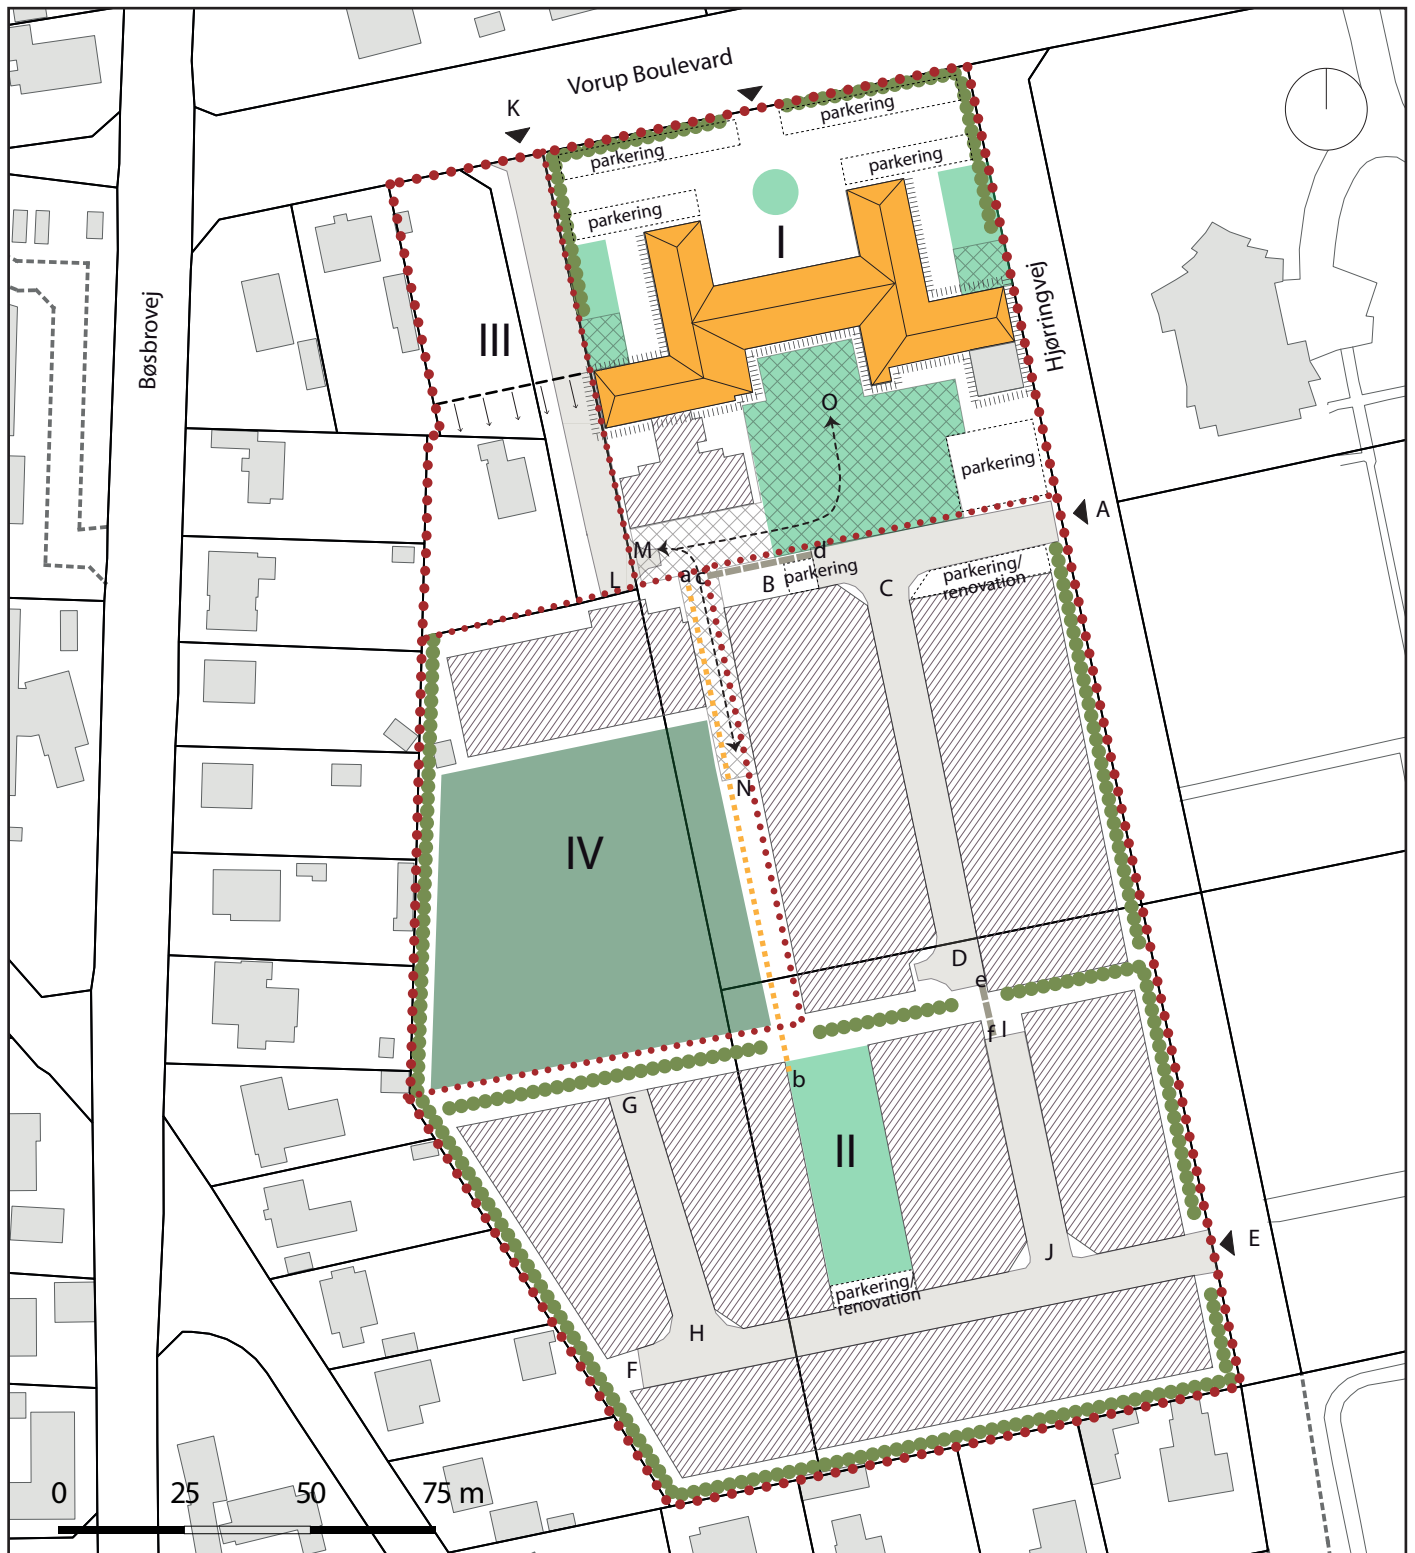 Vorup Boulevard
K
parkering
parkering
parkering
parkering
I
Bøsbrovej
III
Hjørringvej
O
parkering
A
M
d
a
c
L
B
parkering
C
parkering/
renovation
N
IV
D
e
f
I
b
G
II
E
J
parkering/
renovation
H
F
0
25
50
75 m